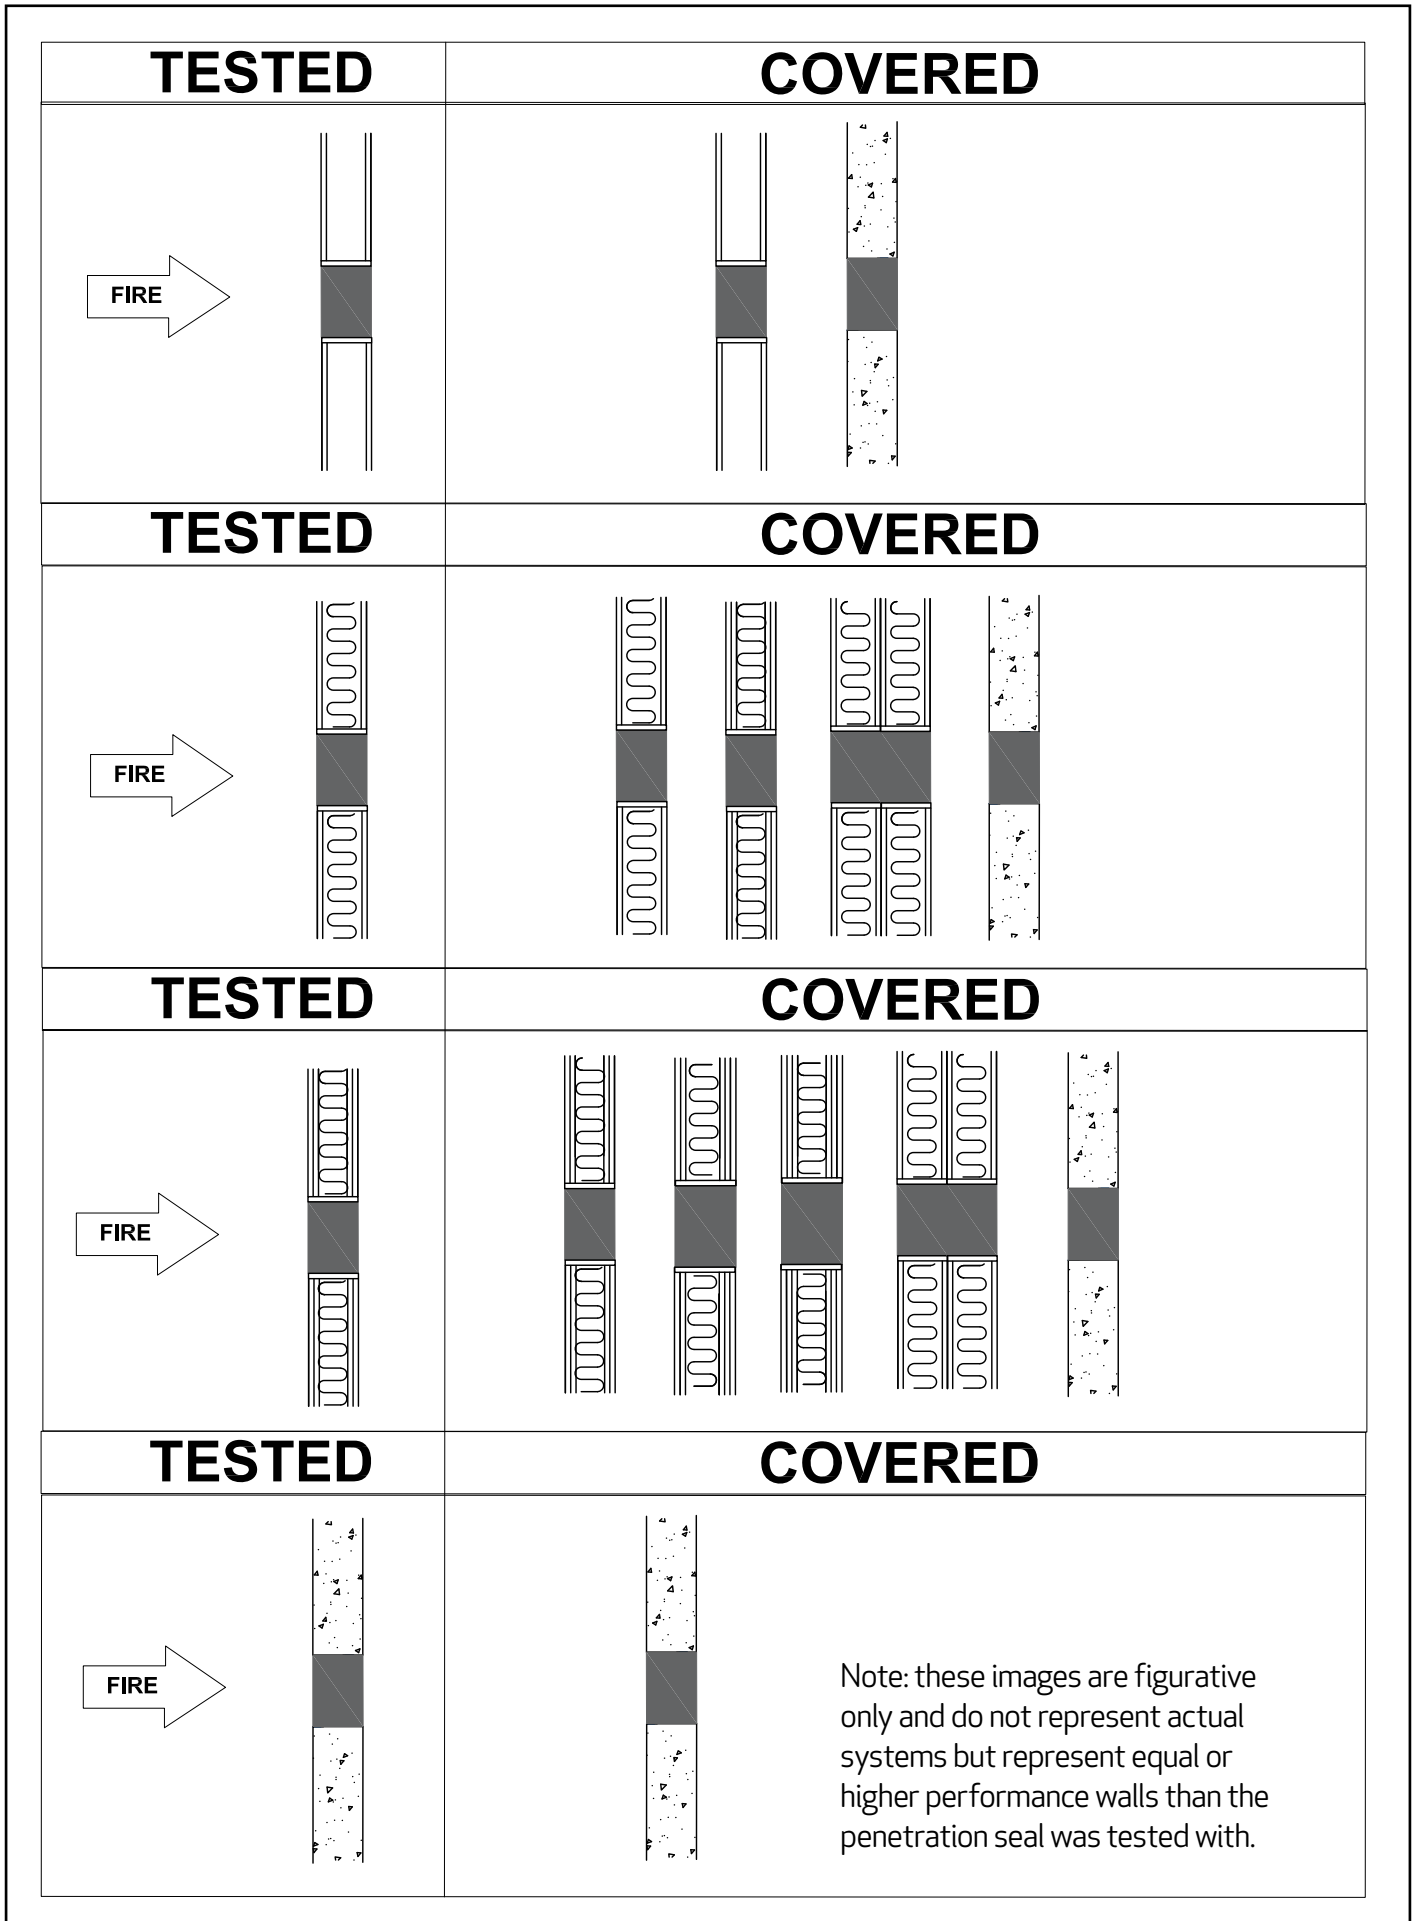 TESTED COVERED
FIRE
TESTED COVERED
FIRE
TESTED COVERED
FIRE
TESTED COVERED
FIRE
Note: these images are figurative
only and do not represent actual
systems but represent equal or
higher performance walls than the
penetration seal was tested with.